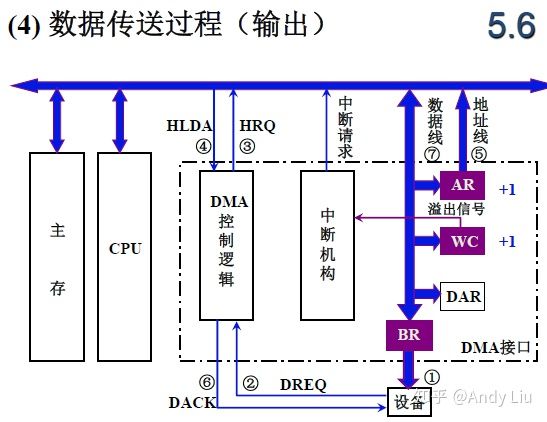 (4) 数据传送过程（输出）
5.6
HLDA
④
HRQ
③
中断请求
数据线
⑦
地址线
⑤
主存
CPU
DMA
控制逻辑
中断机构
AR
+1
溢出信号
WC
+1
DAR
BR
DMA接口
⑥
DACK
②
DREQ
①
设备
知乎 @Andy Liu